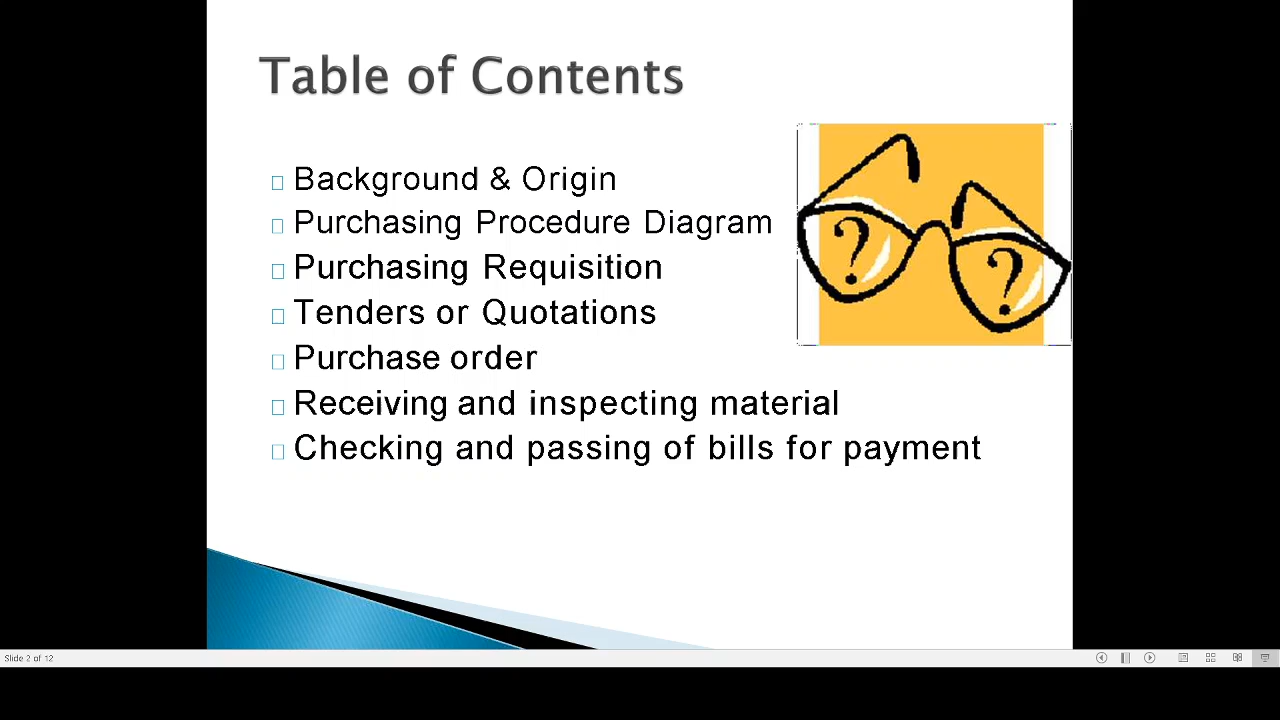 Table of Contents
Background & Origin
Purchasing Procedure Diagram
Purchasing Requisition
Tenders or Quotations
Purchase order
Receiving and inspecting material
Checking and passing of bills for payment
? ?
Slide 2 of 12